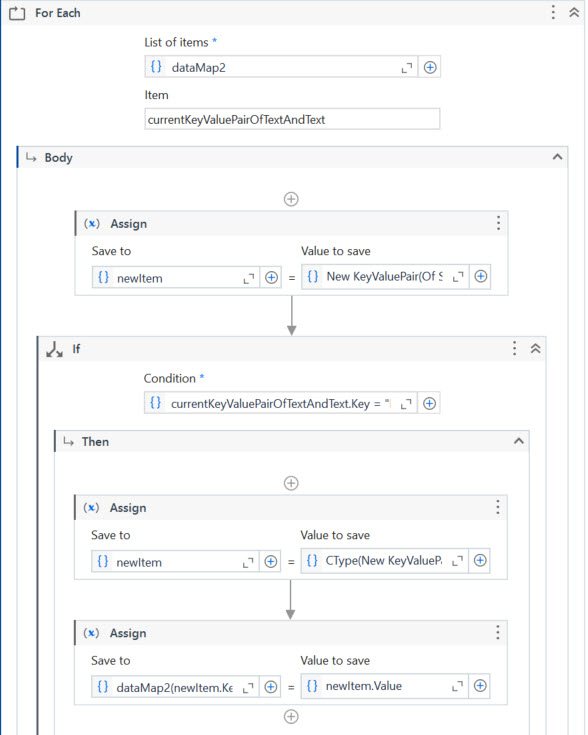 For Each
List of items *
dataMap2
Item
currentKeyValuePairOfTextAndText
Body
Assign
Save to Value to save
newItem = New KeyValuePair(Of S
If
Condition *
currentKeyValuePairOfTextAndText.Key = "
Then
Assign
Save to Value to save
newItem = CType(New KeyValueP
Assign
Save to Value to save
dataMap2(newItem.Ke = newItem.Value